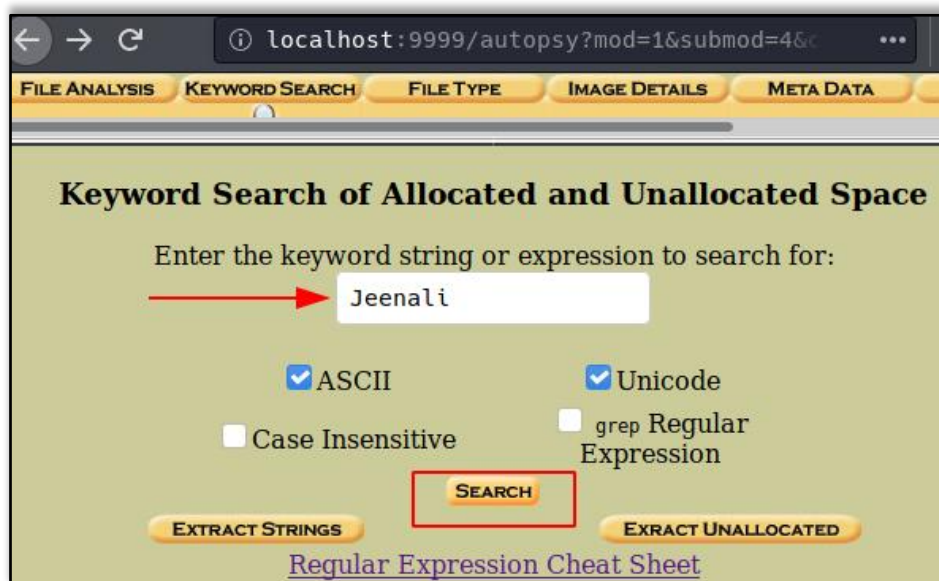 localhost:9999/autopsy?mod=1&submod=4&
FILE ANALYSIS KEYWORD SEARCH FILE TYPE IMAGE DETAILS META DATA
Keyword Search of Allocated and Unallocated Space
Enter the keyword string or expression to search for:
Jeenali
ASCII Unicode
Case Insensitive grep Regular
Expression
SEARCH
EXTRACT STRINGS EXRACT UNALLOCATED
Regular Expression Cheat Sheet